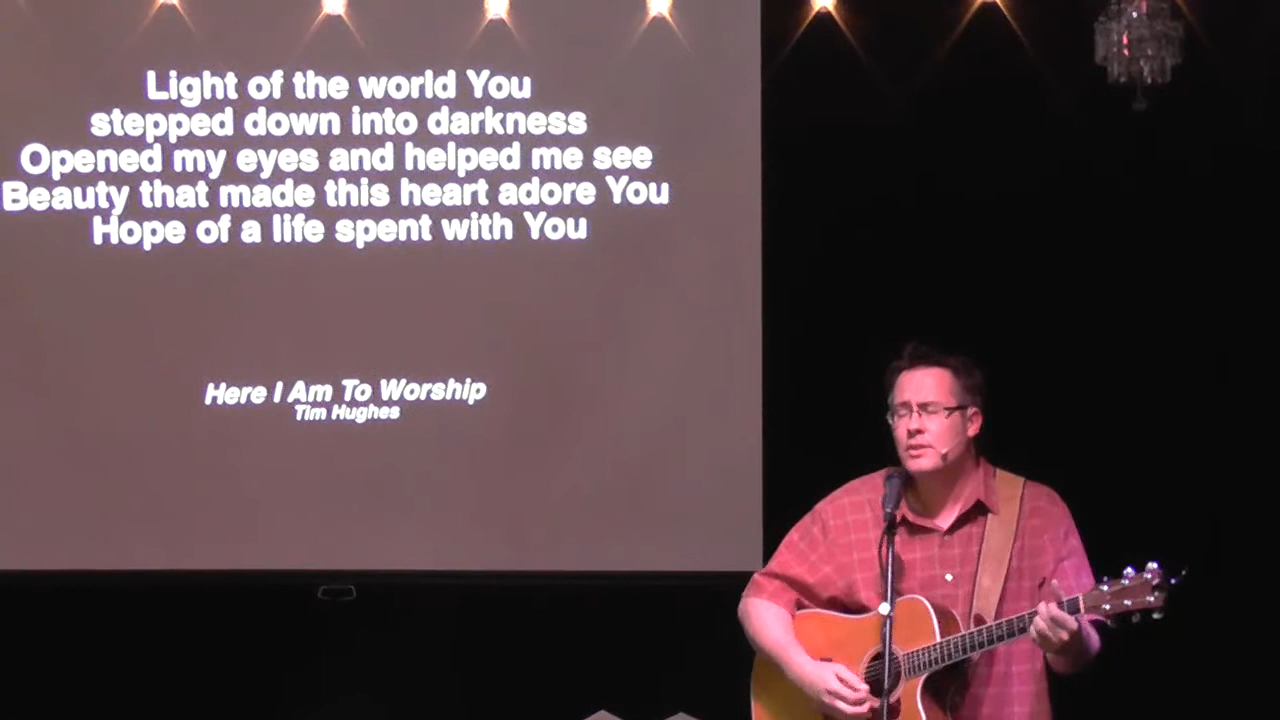 Light of the world You
stepped down into darkness
Opened my eyes and helped me see
Beauty that made this heart adore You
Hope of a life spent with You
Here I Am To Worship
Tim Hughes